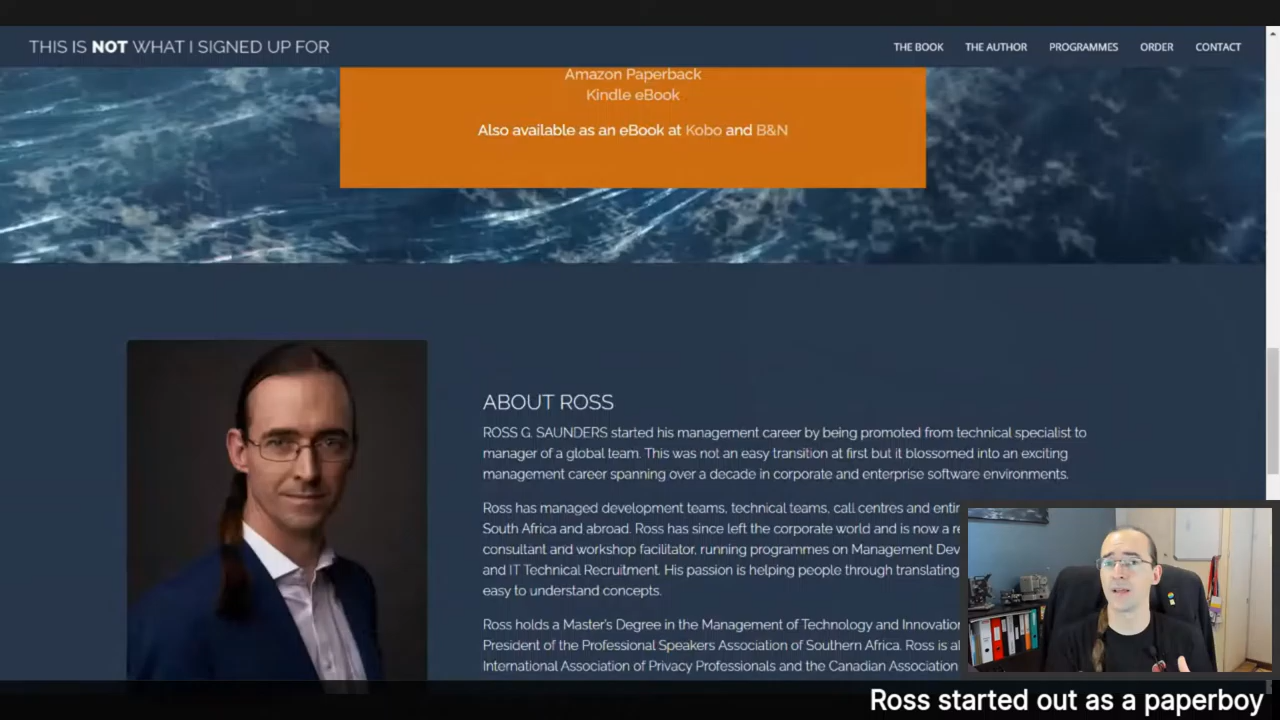 THIS IS NOT WHAT I SIGNED UP FOR
THE BOOK THE AUTHOR PROGRAMMES ORDER CONTACT
Amazon Paperback
Kindle eBook
Also available as an eBook at Kobo and B&N
ABOUT ROSS
ROSS G. SAUNDERS started his management career by being promoted from technical specialist to
manager of a global team. This was not an easy transition at first but it blossomed into an exciting
management career spanning over a decade in corporate and enterprise software environments.
Ross has managed development teams, technical teams, call centres and
South Africa and abroad. Ross has since left the corporate world and is now a
consultant and workshop facilitator, running programmes on Management
and IT Technical Recruitment. His passion is helping people through translating
easy to understand concepts.
Ross holds a Master's Degree in the Management of Technology and
President of the Professional Speakers Association of Southern Africa. Ross is
International Association of Privacy Professionals and the Canadian Association
Ross started out as a paperboy